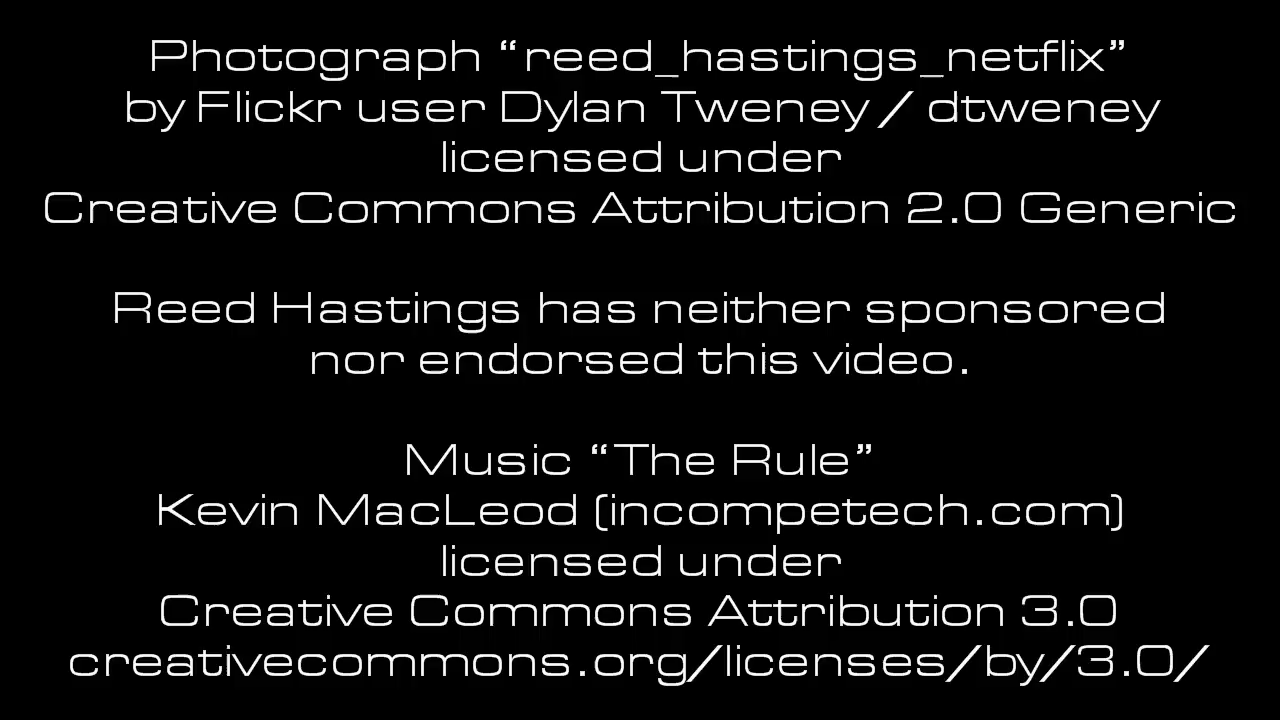 Photograph “reed_hastings_netflix”
by Flickr user Dylan Tweney / dtweney
licensed under
Creative Commons Attribution 2.0 Generic
Reed Hastings has neither sponsored
nor endorsed this video.
Music “The Rule”
Kevin MacLeod (incompetech.com)
licensed under
Creative Commons Attribution 3.0
creativecommons.org/licenses/by/3.0/